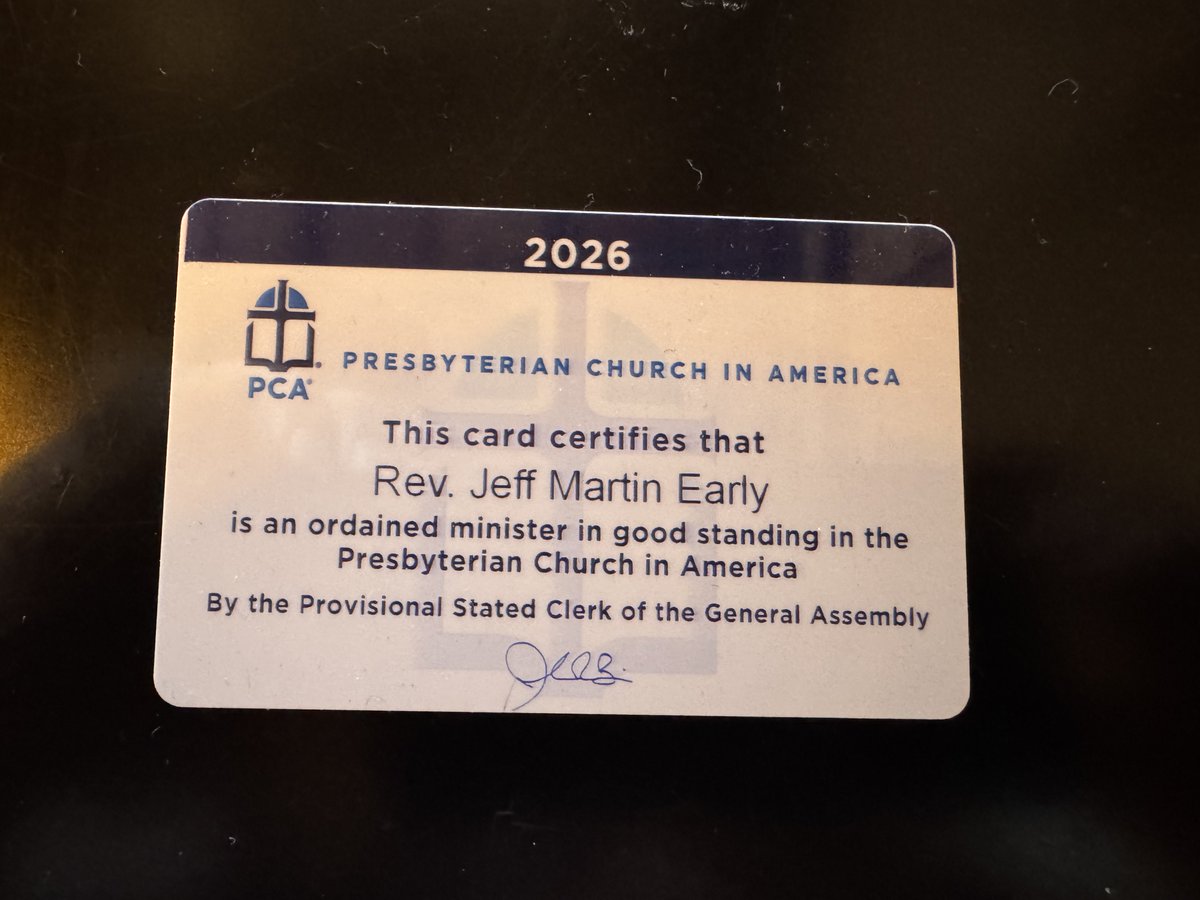 2026
PCA®
PRESBYTERIAN CHURCH IN AMERICA
This card certifies that
Rev. Jeff Martin Early
is an ordained minister in good standing in the
Presbyterian Church in America
By the Provisional Stated Clerk of the General Assembly